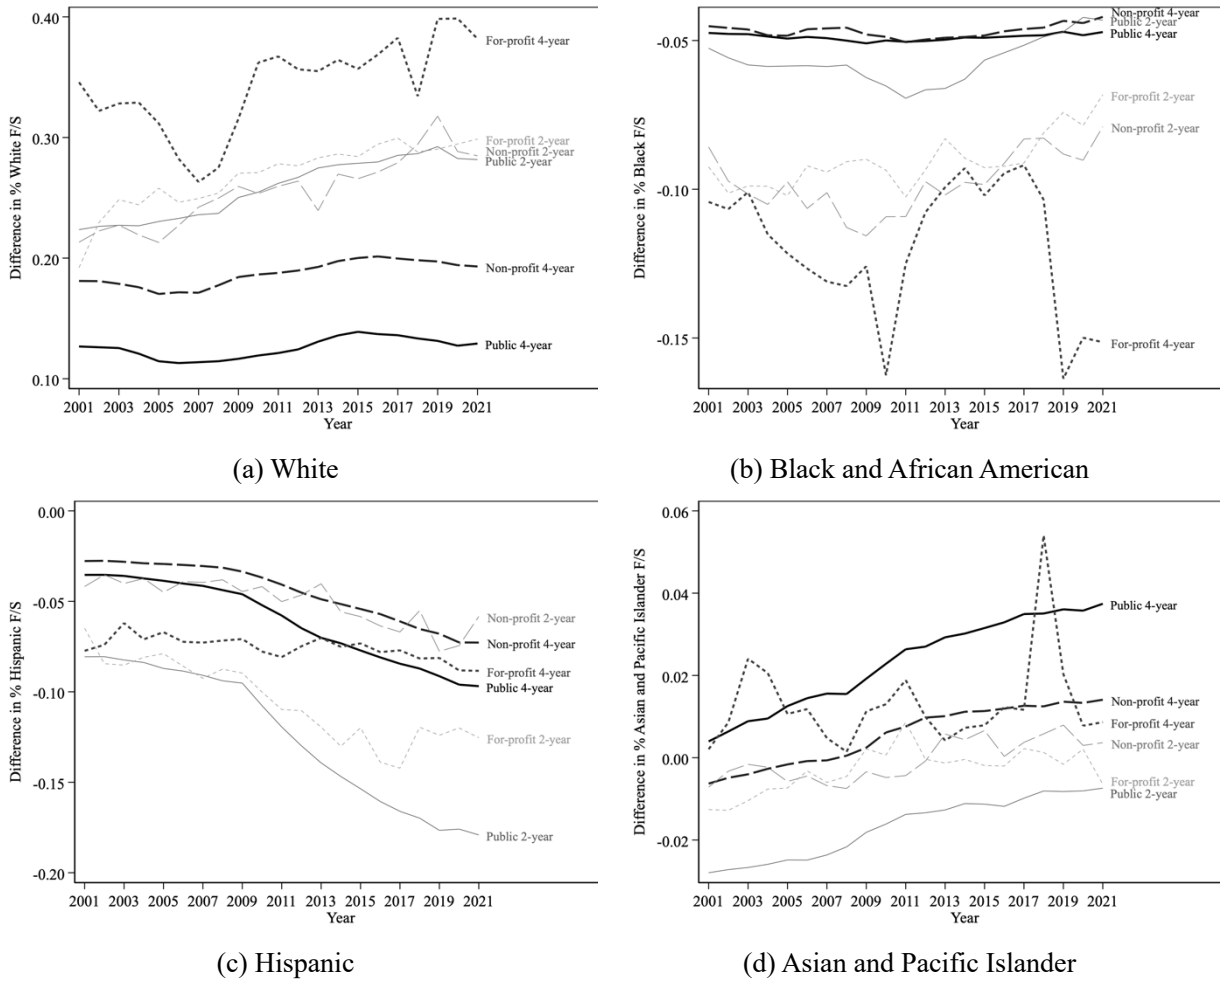 Difference in % White F/S
0.40
0.30
0.20
0.10
For-profit 4-year
For-profit 2-year
Non-profit 2-year
Public 2-year
Non-profit 4-year
Public 4-year
2001 2003 2005 2007 2009 2011 2013 2015 2017 2019 2021
Year
(a) White
Difference in % Black F/S
-0.05
-0.10
-0.15
Non-profit 4-year
Public 2-year
Public 4-year
For-profit 2-year
Non-profit 2-year
For-profit 4-year
2001 2003 2005 2007 2009 2011 2013 2015 2017 2019 2021
Year
(b) Black and African American
Difference in % Hispanic F/S
0.00
-0.05
-0.10
-0.15
-0.20
Non-profit 2-year
Non-profit 4-year
For-profit 4-year
Public 4-year
For-profit 2-year
Public 2-year
2001 2003 2005 2007 2009 2011 2013 2015 2017 2019 2021
Year
(c) Hispanic
Difference in % Asian and Pacific Islander F/S
0.06
0.04
0.02
0.00
-0.02
Public 4-year
Non-profit 4-year
For-profit 4-year
Non-profit 2-year
For-profit 2-year
Public 2-year
2001 2003 2005 2007 2009 2011 2013 2015 2017 2019 2021
Year
(d) Asian and Pacific Islander